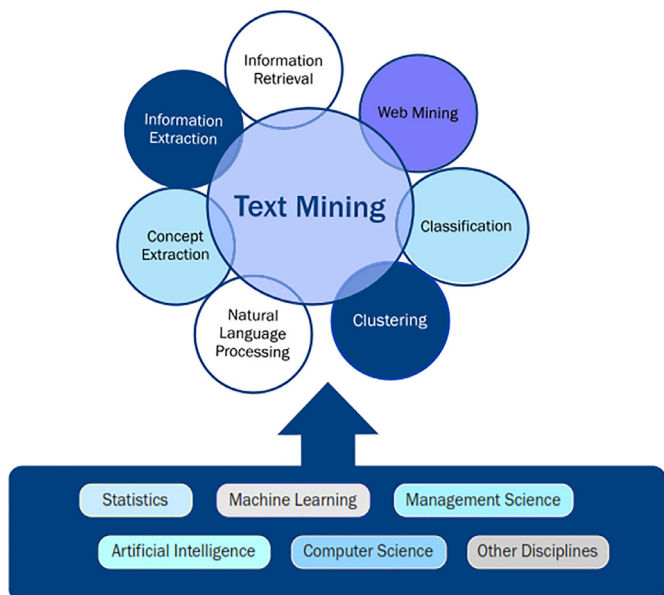 Information
Retrieval
Web Mining
Information
Extraction
Text Mining
Classification
Concept
Extraction
Natural
Language
Processing
Clustering
Statistics
Machine Learning
Management Science
Artificial Intelligence
Computer Science
Other Disciplines